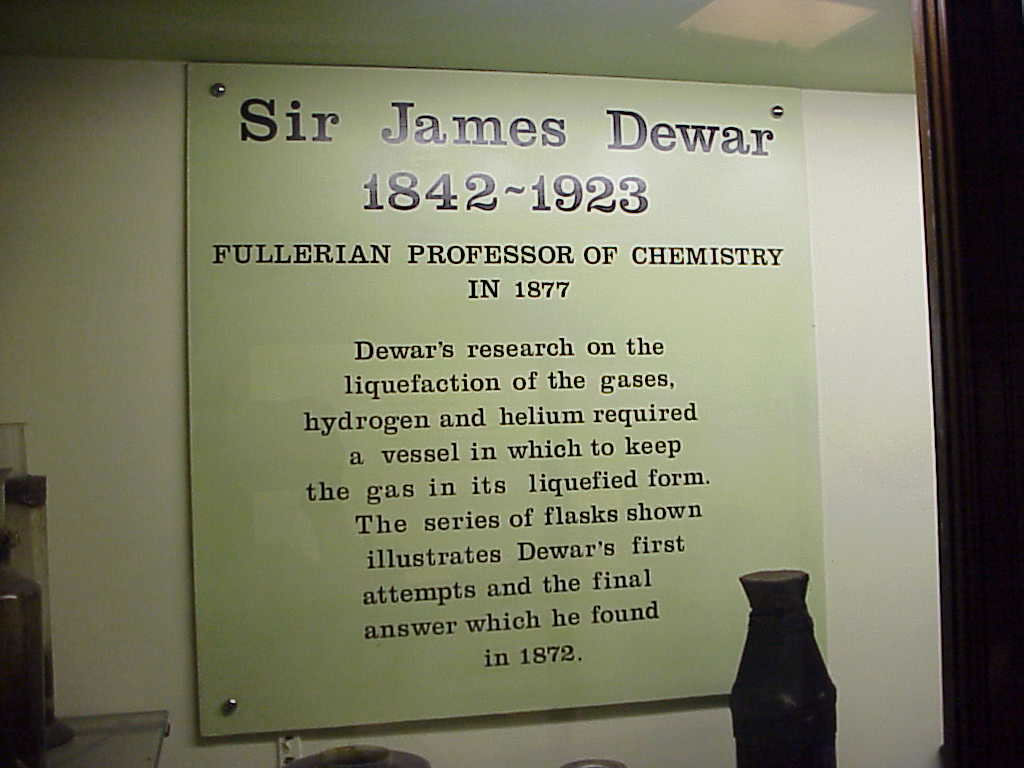 Sir James Dewar
1842~1923
FULLERIAN PROFESSOR OF CHEMISTRY
IN 1877
Dewar's research on the
liquefaction of the gases,
hydrogen and helium required
a vessel in which to keep
the gas in its liquefied form.
The series of flasks shown
illustrates Dewar's first
attempts and the final
answer which he found
in 1872.